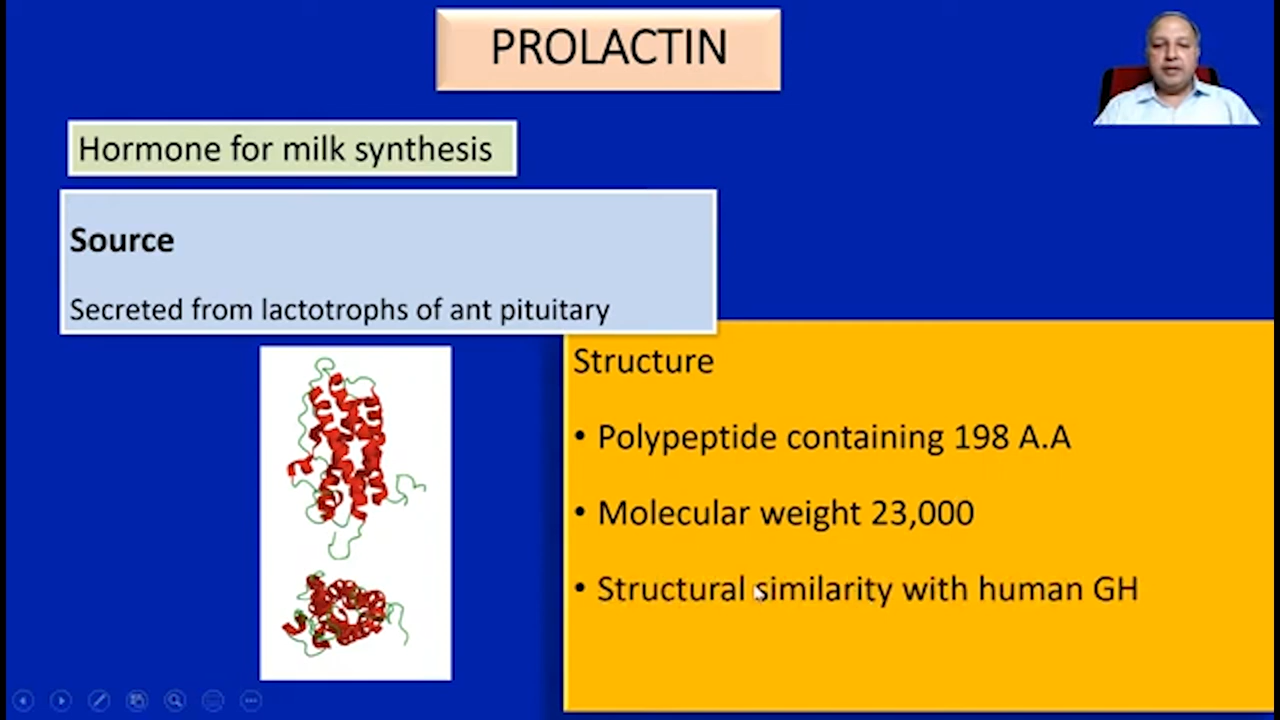 PROLACTIN
Hormone for milk synthesis
Source
Secreted from lactotrophs of ant pituitary
Structure
• Polypeptide containing 198 A.A
• Molecular weight 23,000
• Structural similarity with human GH